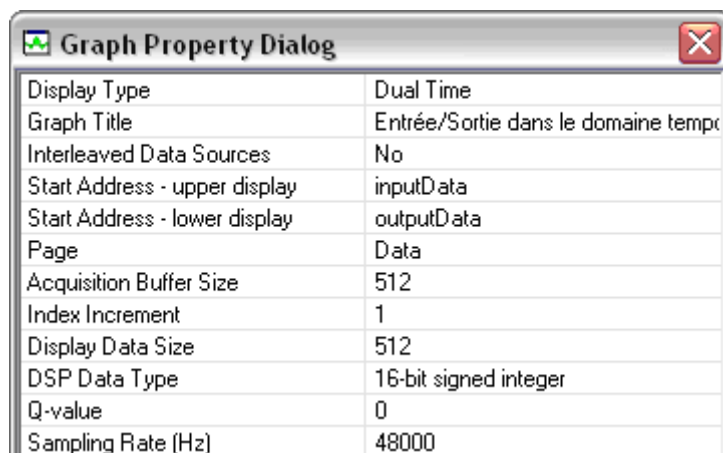 Graph Property Dialog
Display Type Dual Time
Graph Title Entrée/Sortie dans le domaine tempo
Interleaved Data Sources No
Start Address - upper display inputData
Start Address - lower display outputData
Page Data
Acquisition Buffer Size 512
Index Increment 1
Display Data Size 512
DSP Data Type 16-bit signed integer
Q-value 0
Sampling Rate (Hz) 48000